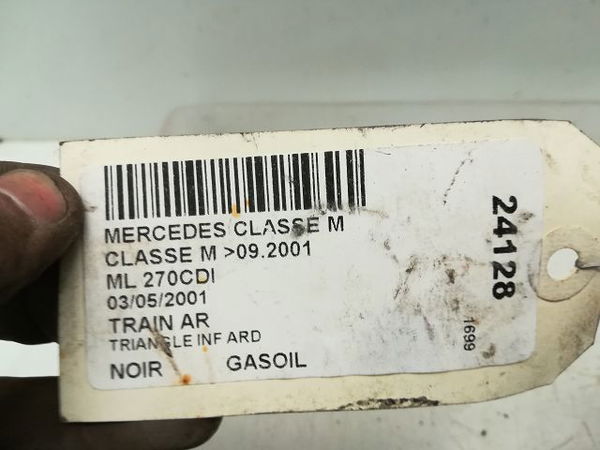 MERCEDES CLASSE M
CLASSE M >09.2001
ML 270CDI
03/05/2001
TRAIN AR
TRIANGLE INF ARD
NOIR GASOIL
24128
1699